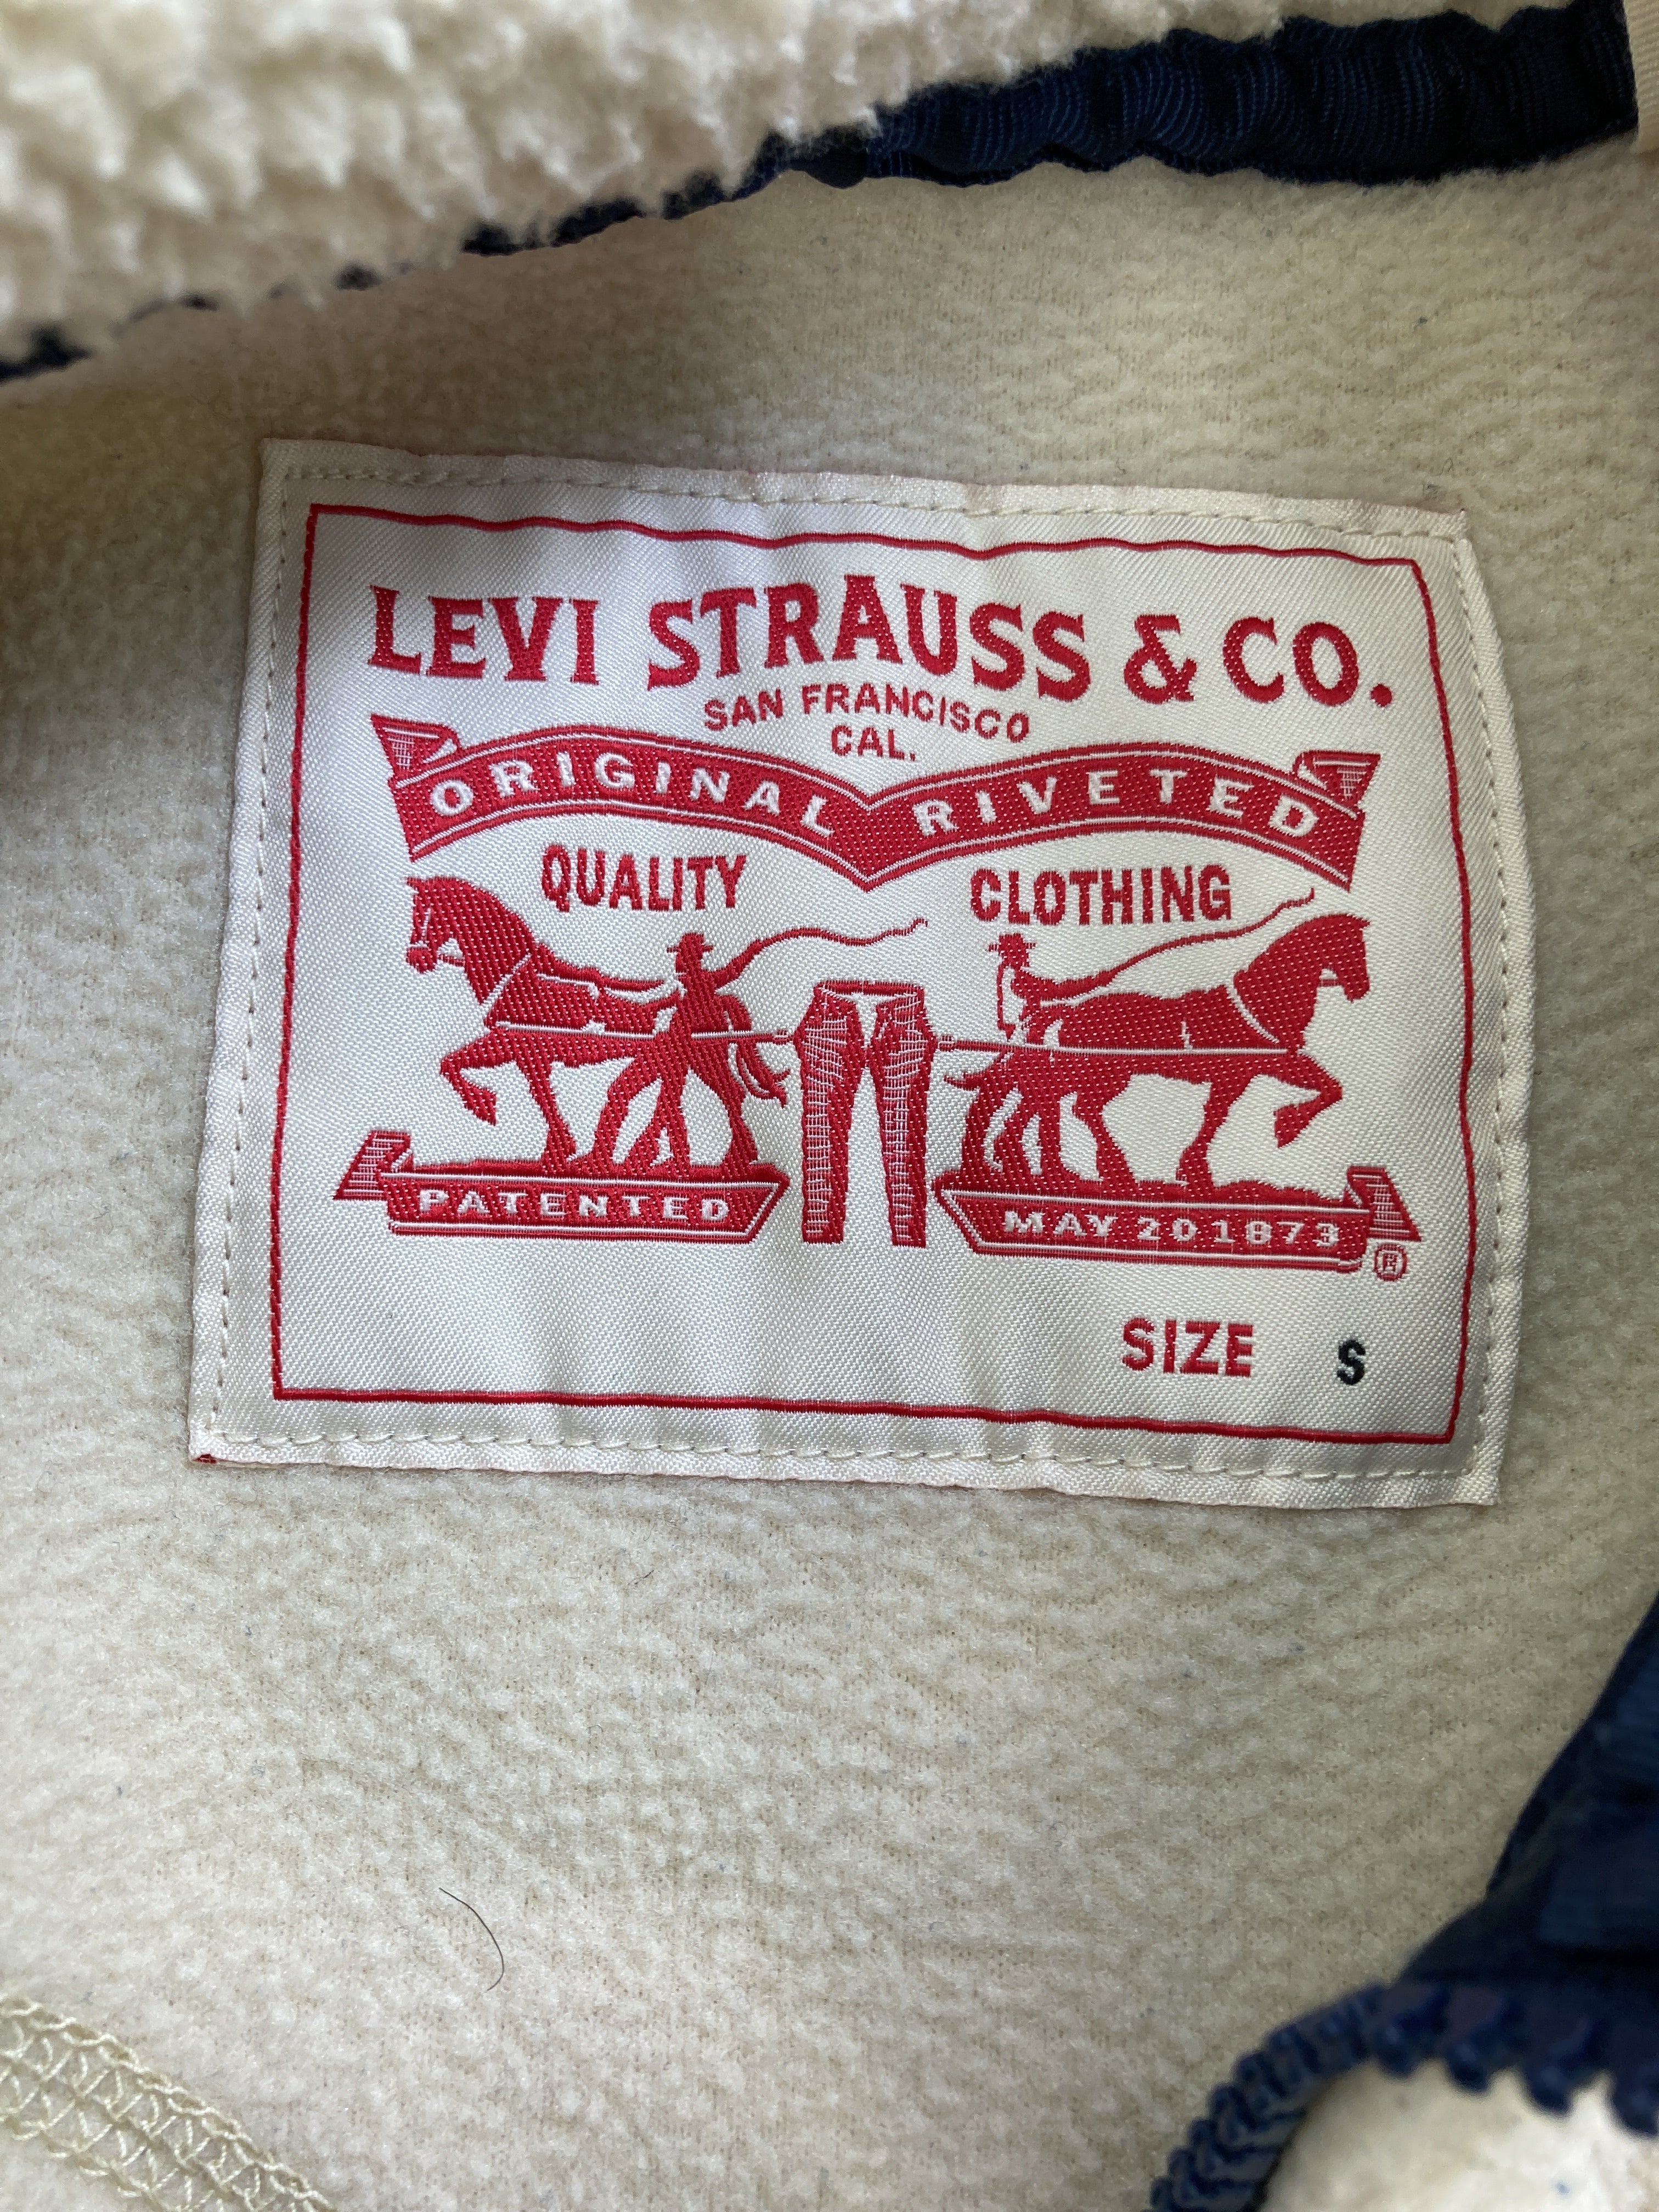 LEVI STRAUSS & CO.
SAN FRANCISCO
CAL.
ORIGINAL RIVETED
QUALITY CLOTHING
PATENTED MAY 20 1873
®
SIZE S